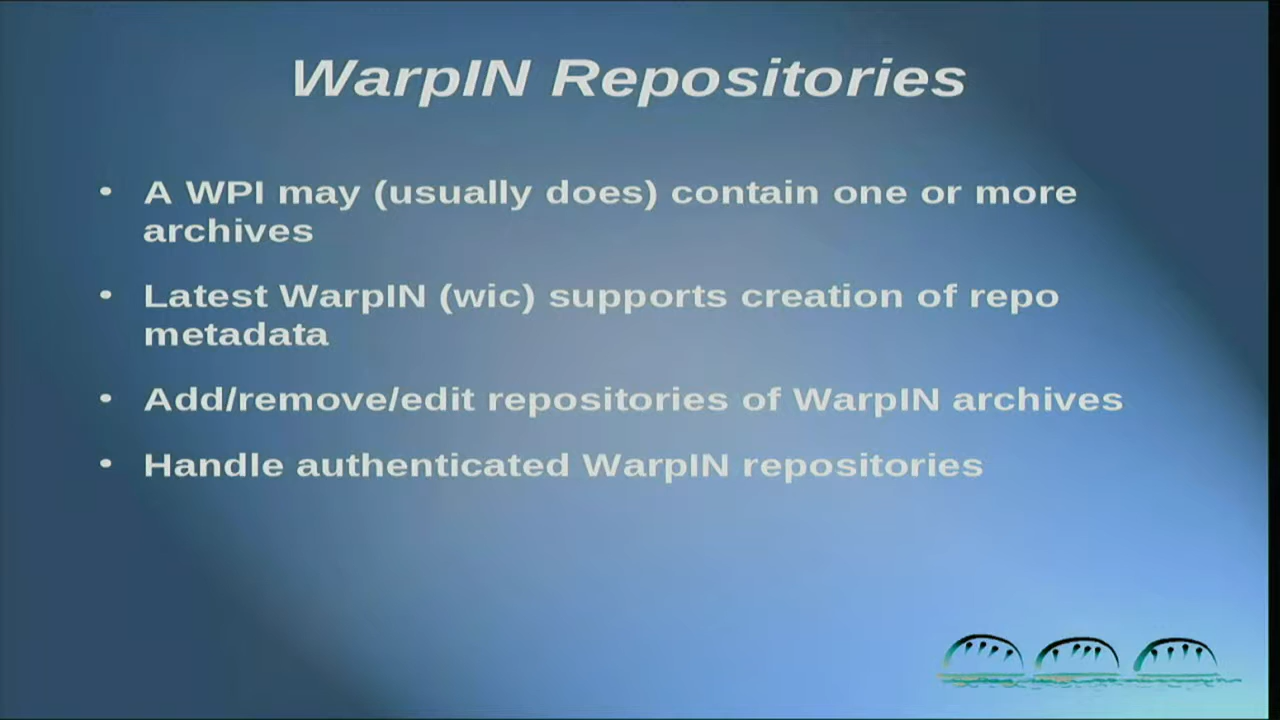 WarpIN Repositories
• A WPI may (usually does) contain one or more
archives
• Latest WarpIN (wic) supports creation of repo
metadata
• Add/remove/edit repositories of WarpIN archives
• Handle authenticated WarpIN repositories